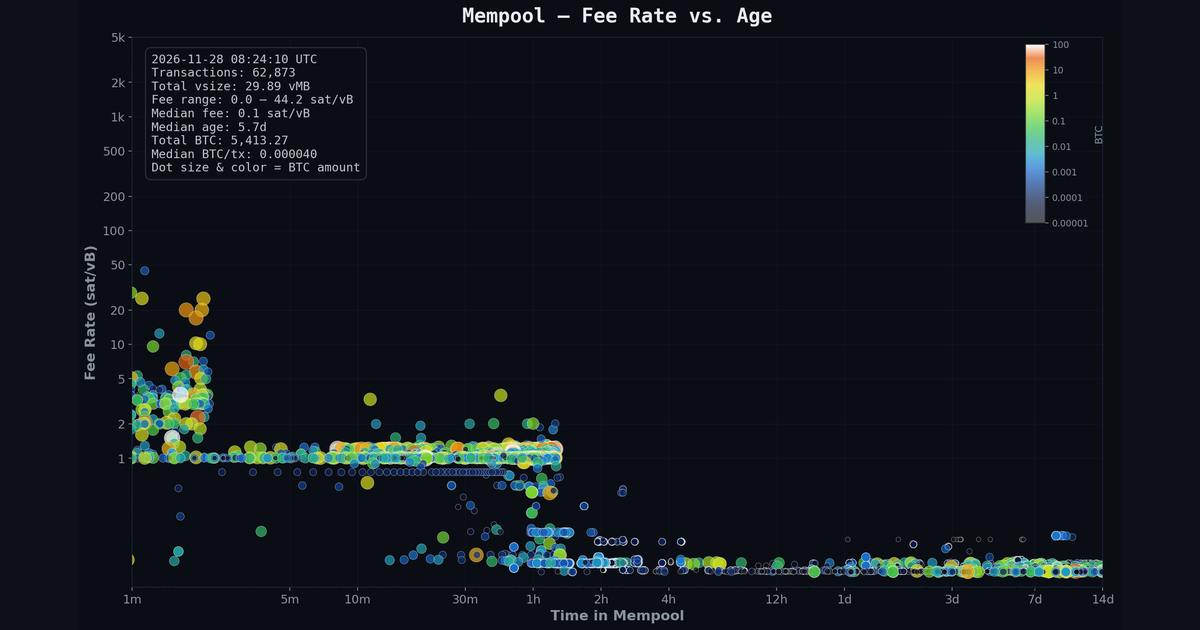 Mempool — Fee Rate vs. Age
5k
2k
1k
500
200
100
50
20
10
5
2
1
Fee Rate (sat/vB)
2026-11-28 08:24:10 UTC
Transactions: 62,873
Total vsize: 29.89 vMB
Fee range: 0.0 – 44.2 sat/vB
Median fee: 0.1 sat/vB
Median age: 5.7d
Total BTC: 5,413.27
Median BTC/tx: 0.000040
Dot size & color = BTC amount
100
10
1
0.1
0.01
0.001
0.0001
0.00001
BTC
1m 5m 10m 30m 1h 2h 4h 12h 1d 3d 7d 14d
Time in Mempool